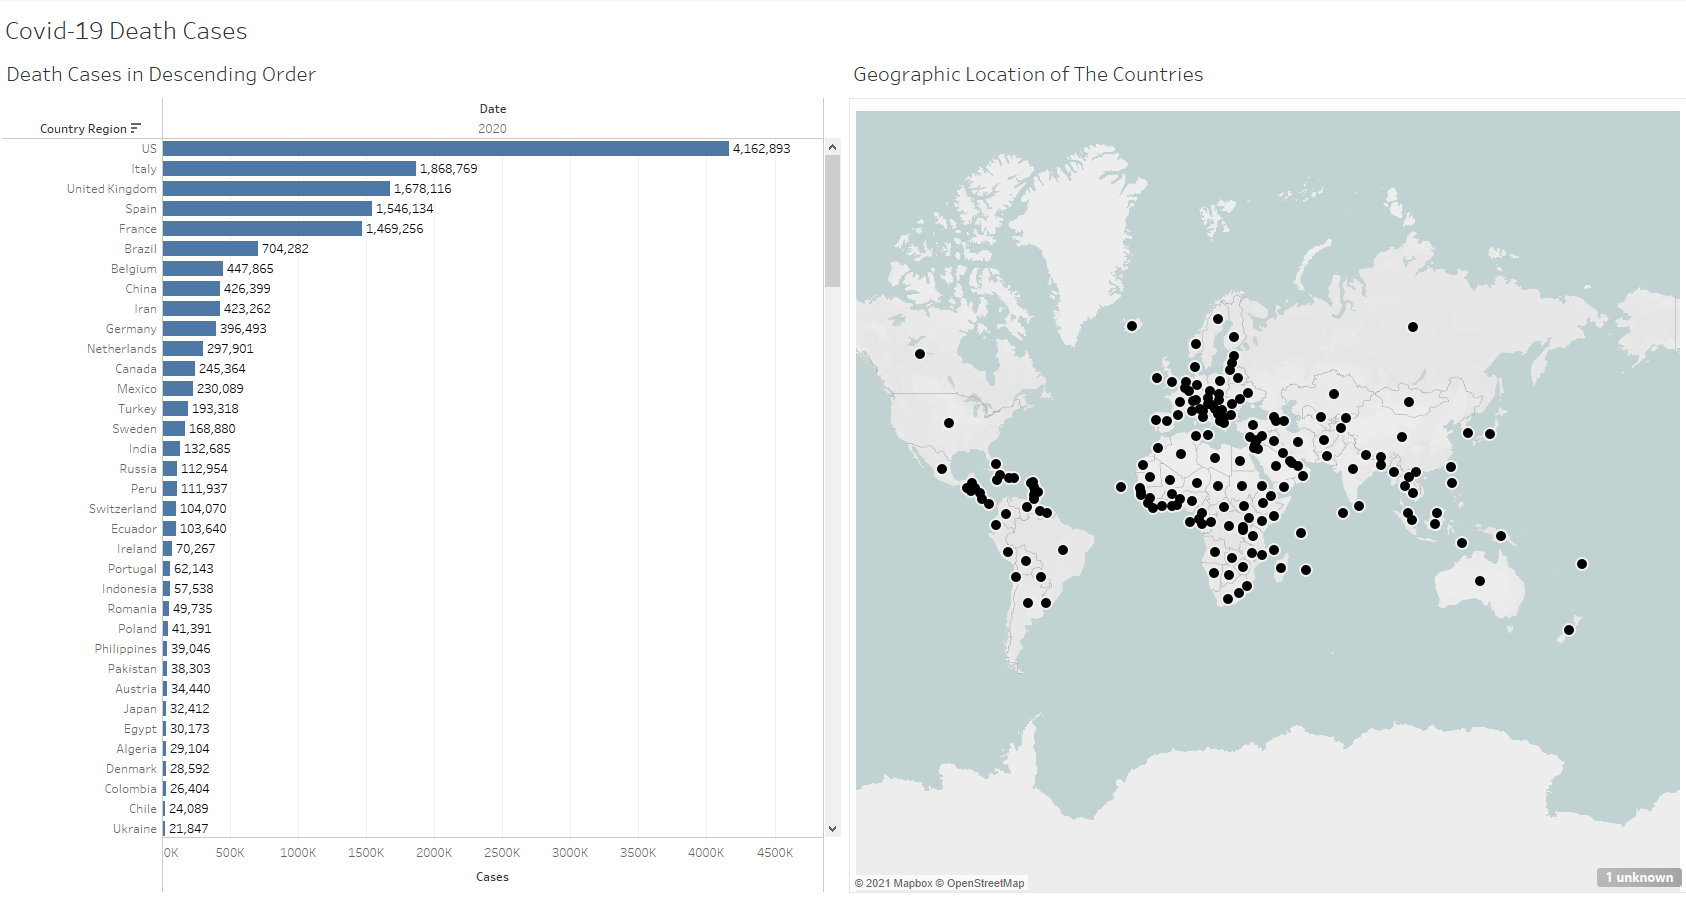 Covid-19 Death Cases
Death Cases in Descending Order
Date
Country Region
2020
US 4,162,893
Italy 1,868,769
United Kingdom 1,678,116
Spain 1,546,134
France 1,469,256
Brazil 704,282
Belgium 447,865
China 426,399
Iran 423,262
Germany 396,493
Netherlands 297,901
Canada 245,364
Mexico 230,089
Turkey 193,318
Sweden 168,880
India 132,685
Russia 112,954
Peru 111,937
Switzerland 104,070
Ecuador 103,640
Ireland 70,267
Portugal 62,143
Indonesia 57,538
Romania 49,735
Poland 41,391
Philippines 39,046
Pakistan 38,303
Austria 34,440
Japan 32,412
Egypt 30,173
Algeria 29,104
Denmark 28,592
Colombia 26,404
Chile 24,089
Ukraine 21,847
0K 500K 1000K 1500K 2000K 2500K 3000K 3500K 4000K 4500K
Cases
Geographic Location of The Countries
© 2021 Mapbox © OpenStreetMap
1 unknown